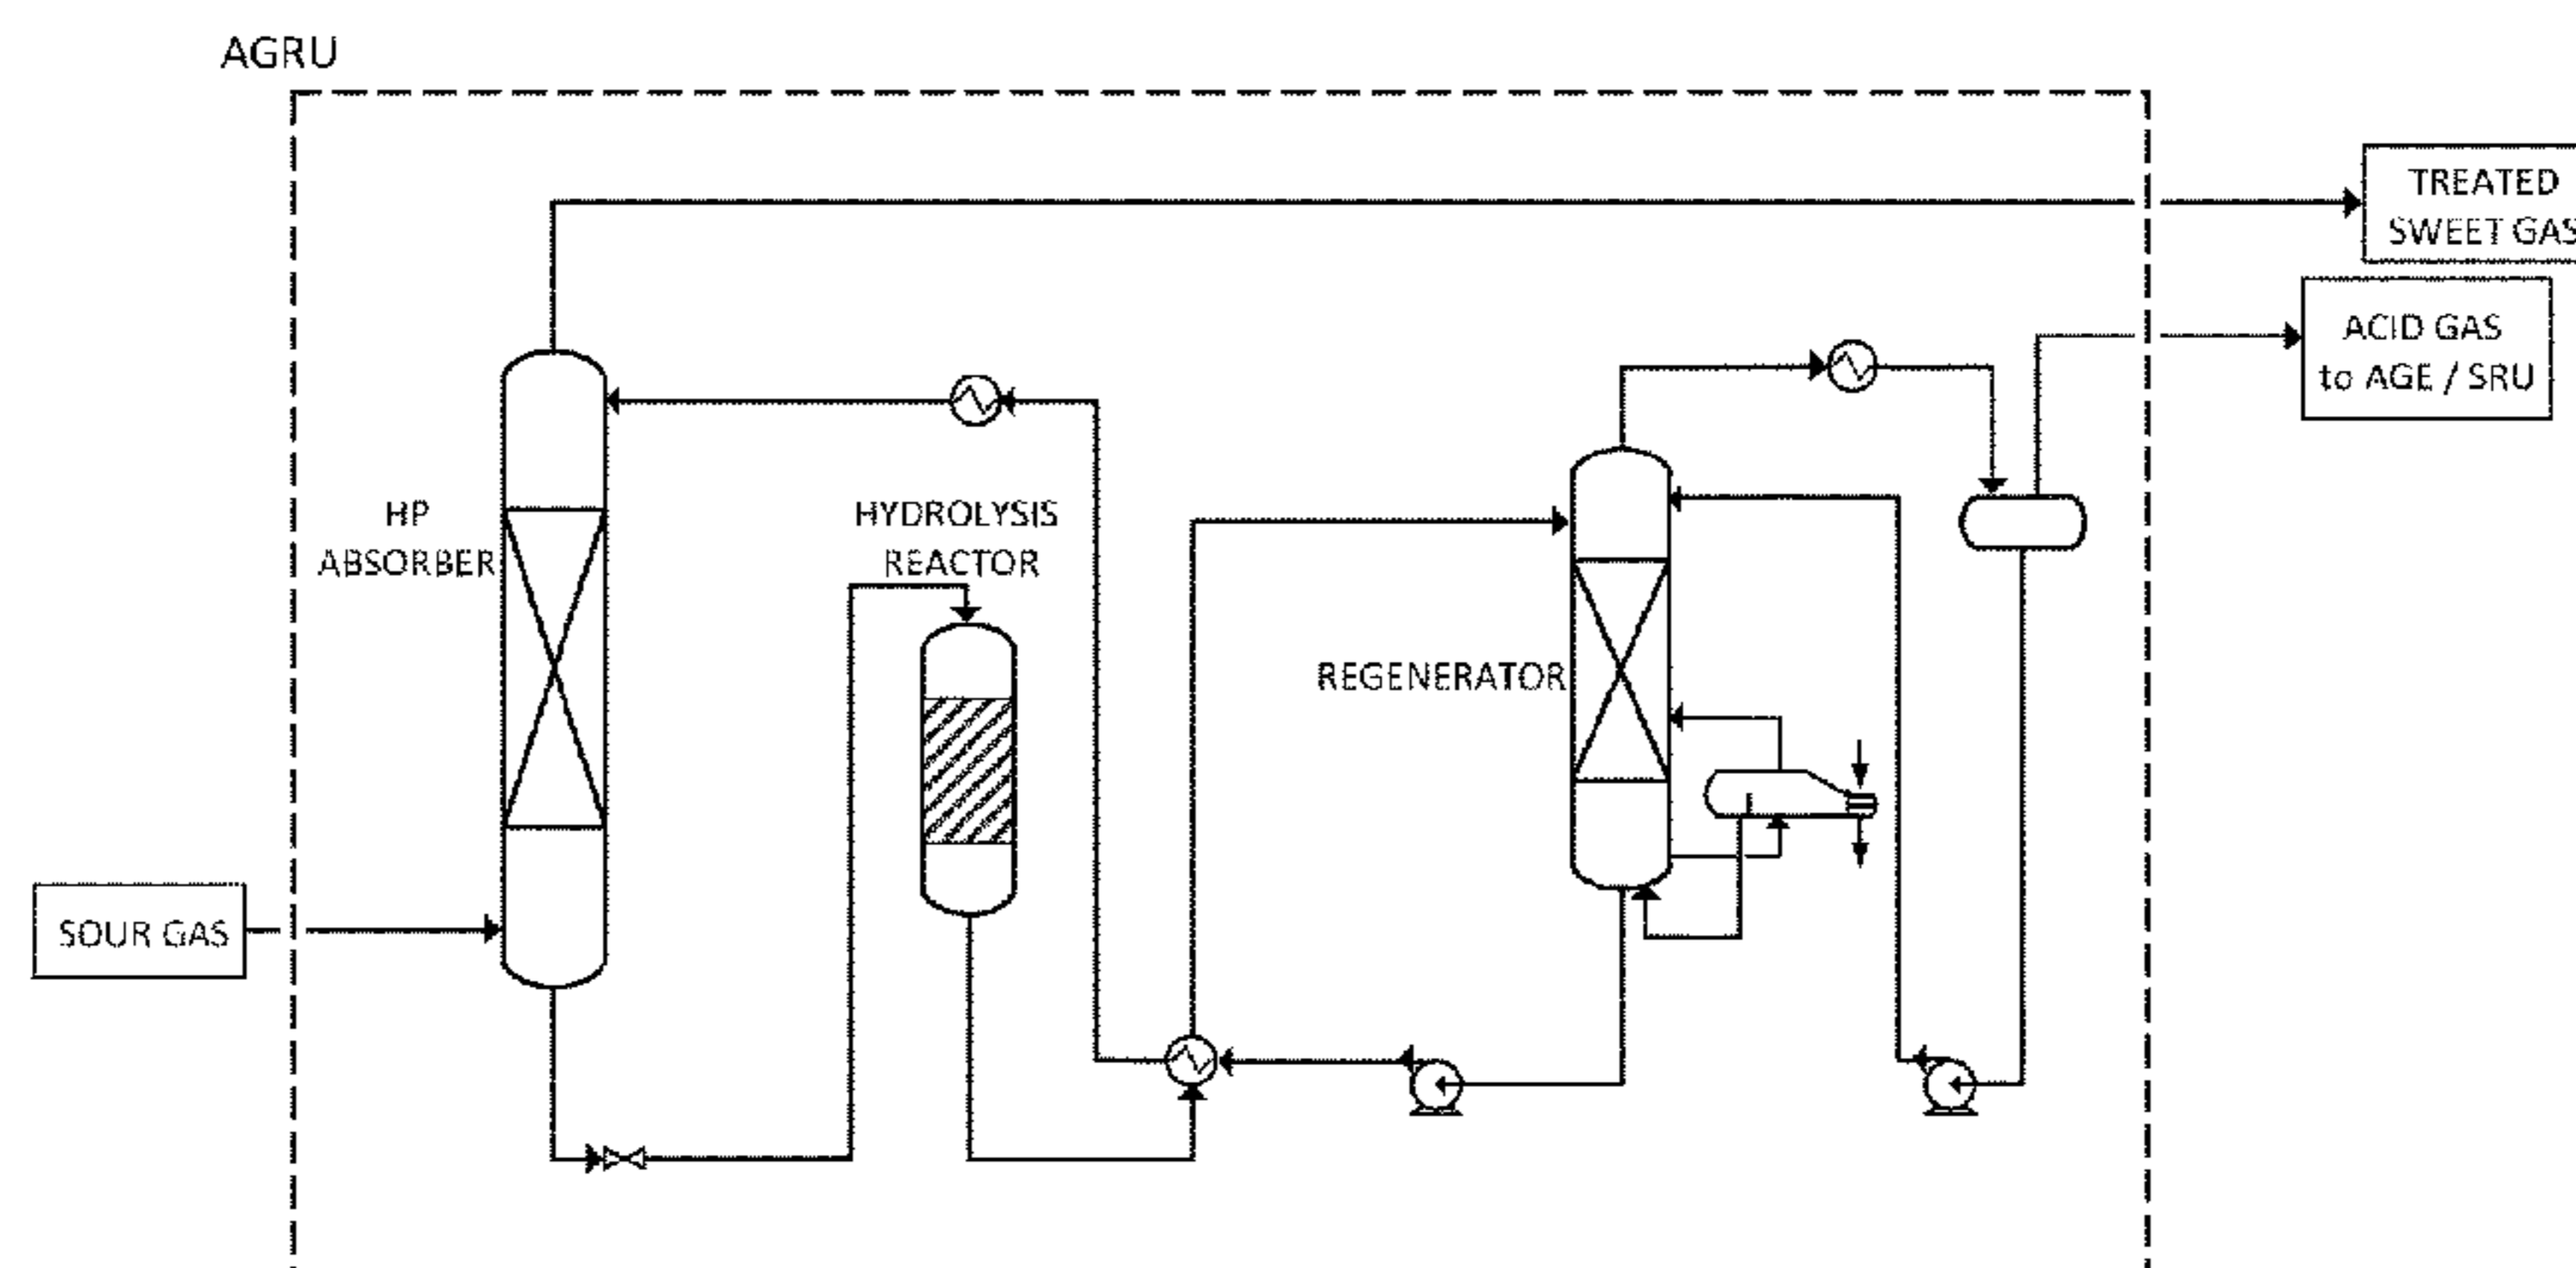 AGRU
TREATED
SWEET GAS
ACID GAS
to AGE / SRU
HP
ABSORBER
HYDROLYSIS
REACTOR
REGENERATOR
SOUR GAS